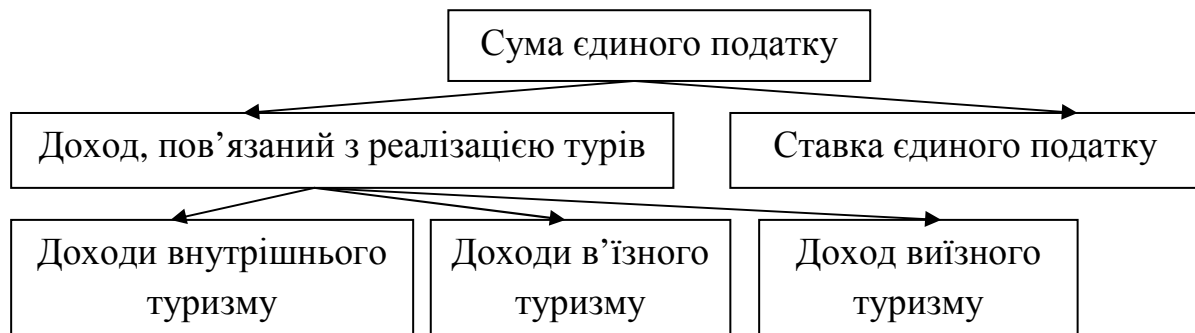 Сума єдиного податку
Доход, пов’язаний з реалізацією турів
Ставка єдиного податку
Доходи внутрішнього
туризму
Доходи в’їзного
туризму
Доход виїзного
туризму